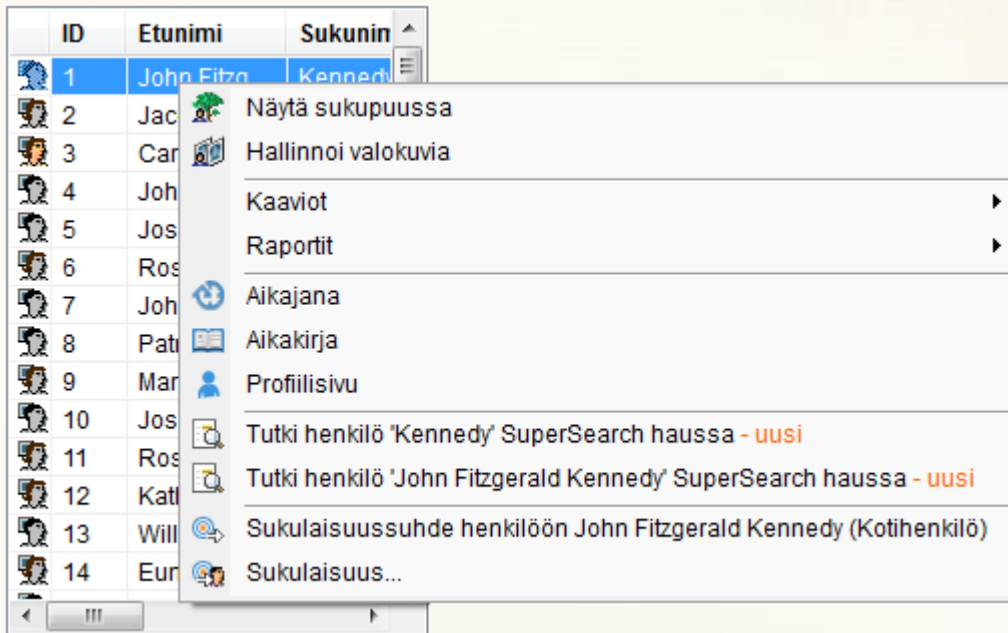 ID Etunimi Sukunim
1 John Fitzg Kennedy
2 Jac
3 Car
4 Joh
5 Jos
6 Ros
7 Joh
8 Patr
9 Mar
10 Jos
11 Ros
12 Kath
13 Will
14 Eun
Näytä sukupuussa
Hallinnoi valokuvia
Kaaviot
Raportit
Aikajana
Aikakirja
Profiilisivu
Tutki henkilö 'Kennedy' SuperSearch haussa - uusi
Tutki henkilö 'John Fitzgerald Kennedy' SuperSearch haussa - uusi
Sukulaisuussuhde henkilöön John Fitzgerald Kennedy (Kotihenkilö)
Sukulaisuus...